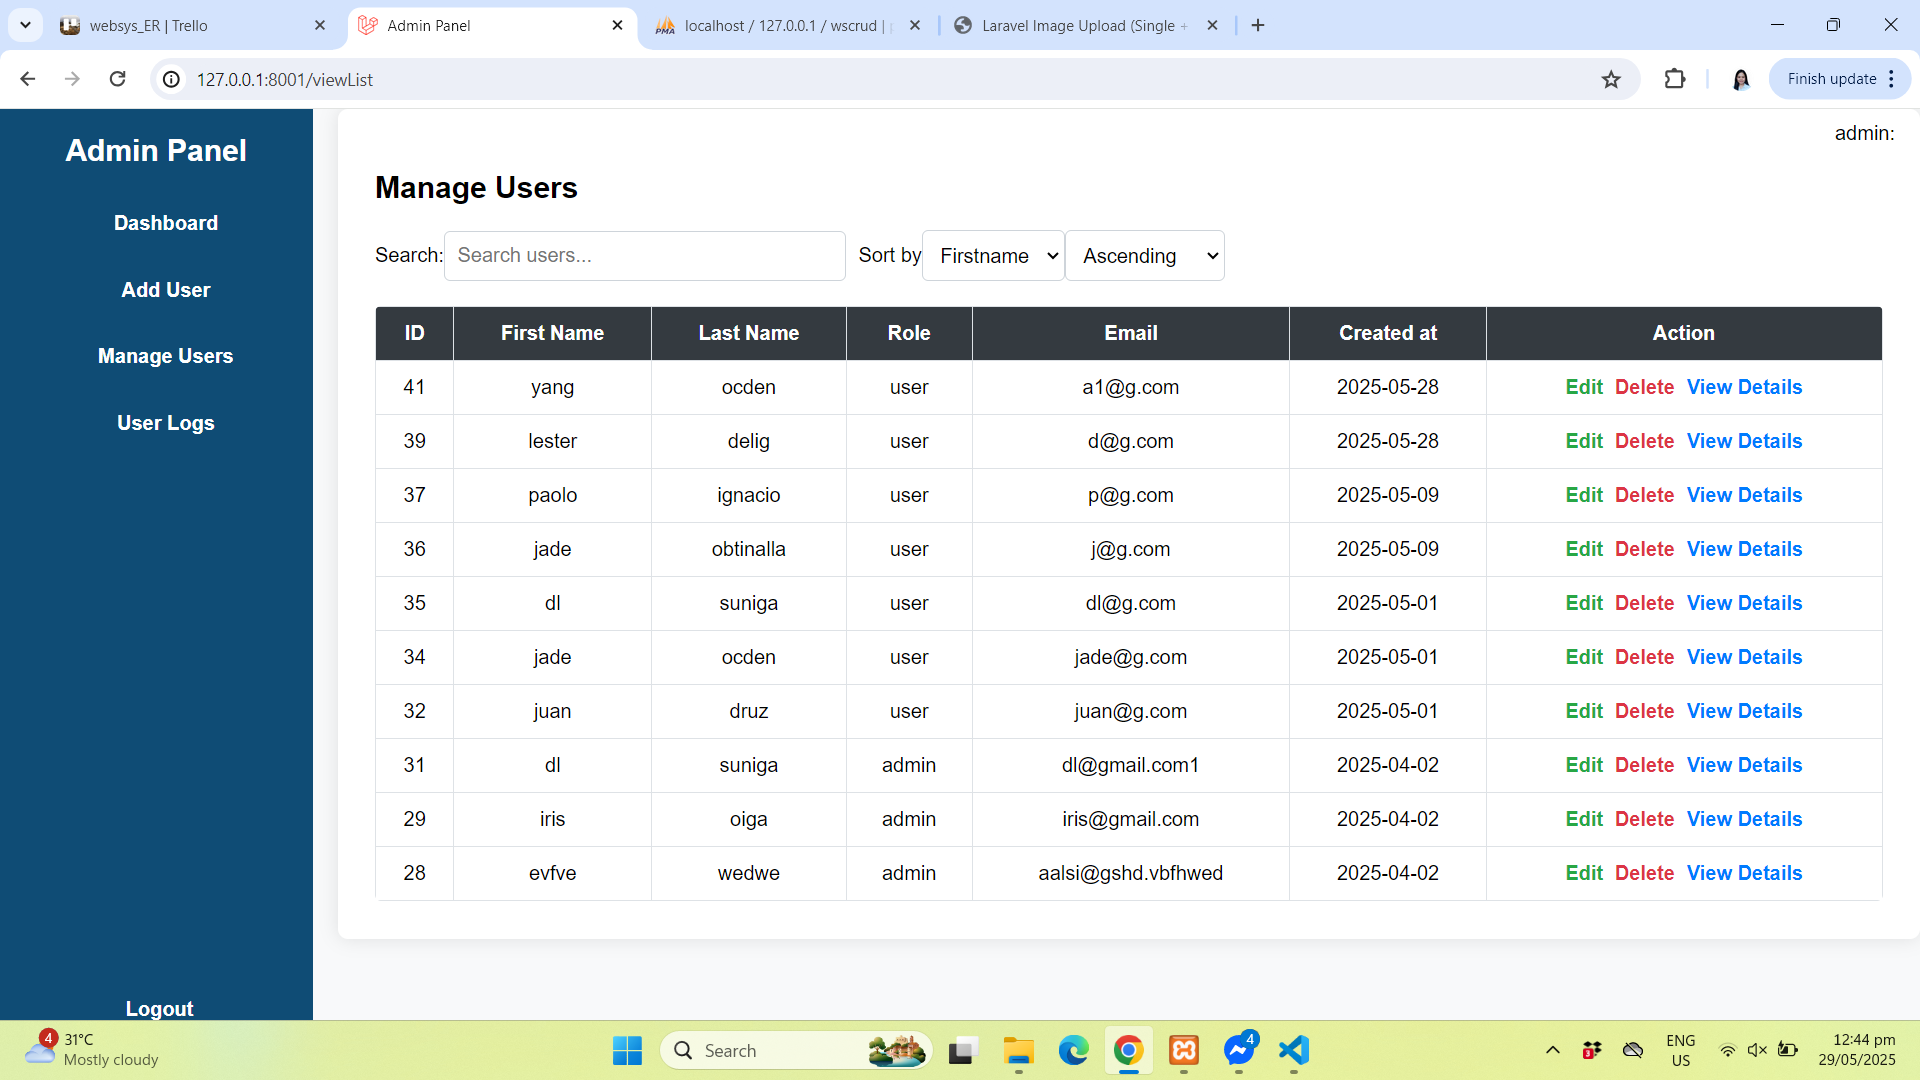 websys_ER | Trello
Admin Panel
localhost / 127.0.0.1 / wscrud |
Laravel Image Upload (Single +
127.0.0.1:8001/viewList
Finish update
Admin Panel
Dashboard
Add User
Manage Users
User Logs
Logout
admin:
Manage Users
Search: Search users... Sort by Firstname Ascending
ID First Name Last Name Role Email Created at Action
41 yang ocden user a1@g.com 2025-05-28 Edit Delete View Details
39 lester delig user d@g.com 2025-05-28 Edit Delete View Details
37 paolo ignacio user p@g.com 2025-05-09 Edit Delete View Details
36 jade obtinalla user j@g.com 2025-05-09 Edit Delete View Details
35 dl suniga user dl@g.com 2025-05-01 Edit Delete View Details
34 jade ocden user jade@g.com 2025-05-01 Edit Delete View Details
32 juan druz user juan@g.com 2025-05-01 Edit Delete View Details
31 dl suniga admin dl@gmail.com1 2025-04-02 Edit Delete View Details
29 iris oiga admin iris@gmail.com 2025-04-02 Edit Delete View Details
28 evfve wedwe admin aalsi@gshd.vbfhwed 2025-04-02 Edit Delete View Details
4
31°C
Mostly cloudy
Search
4
3
ENG
US
12:44 pm
29/05/2025
PMA